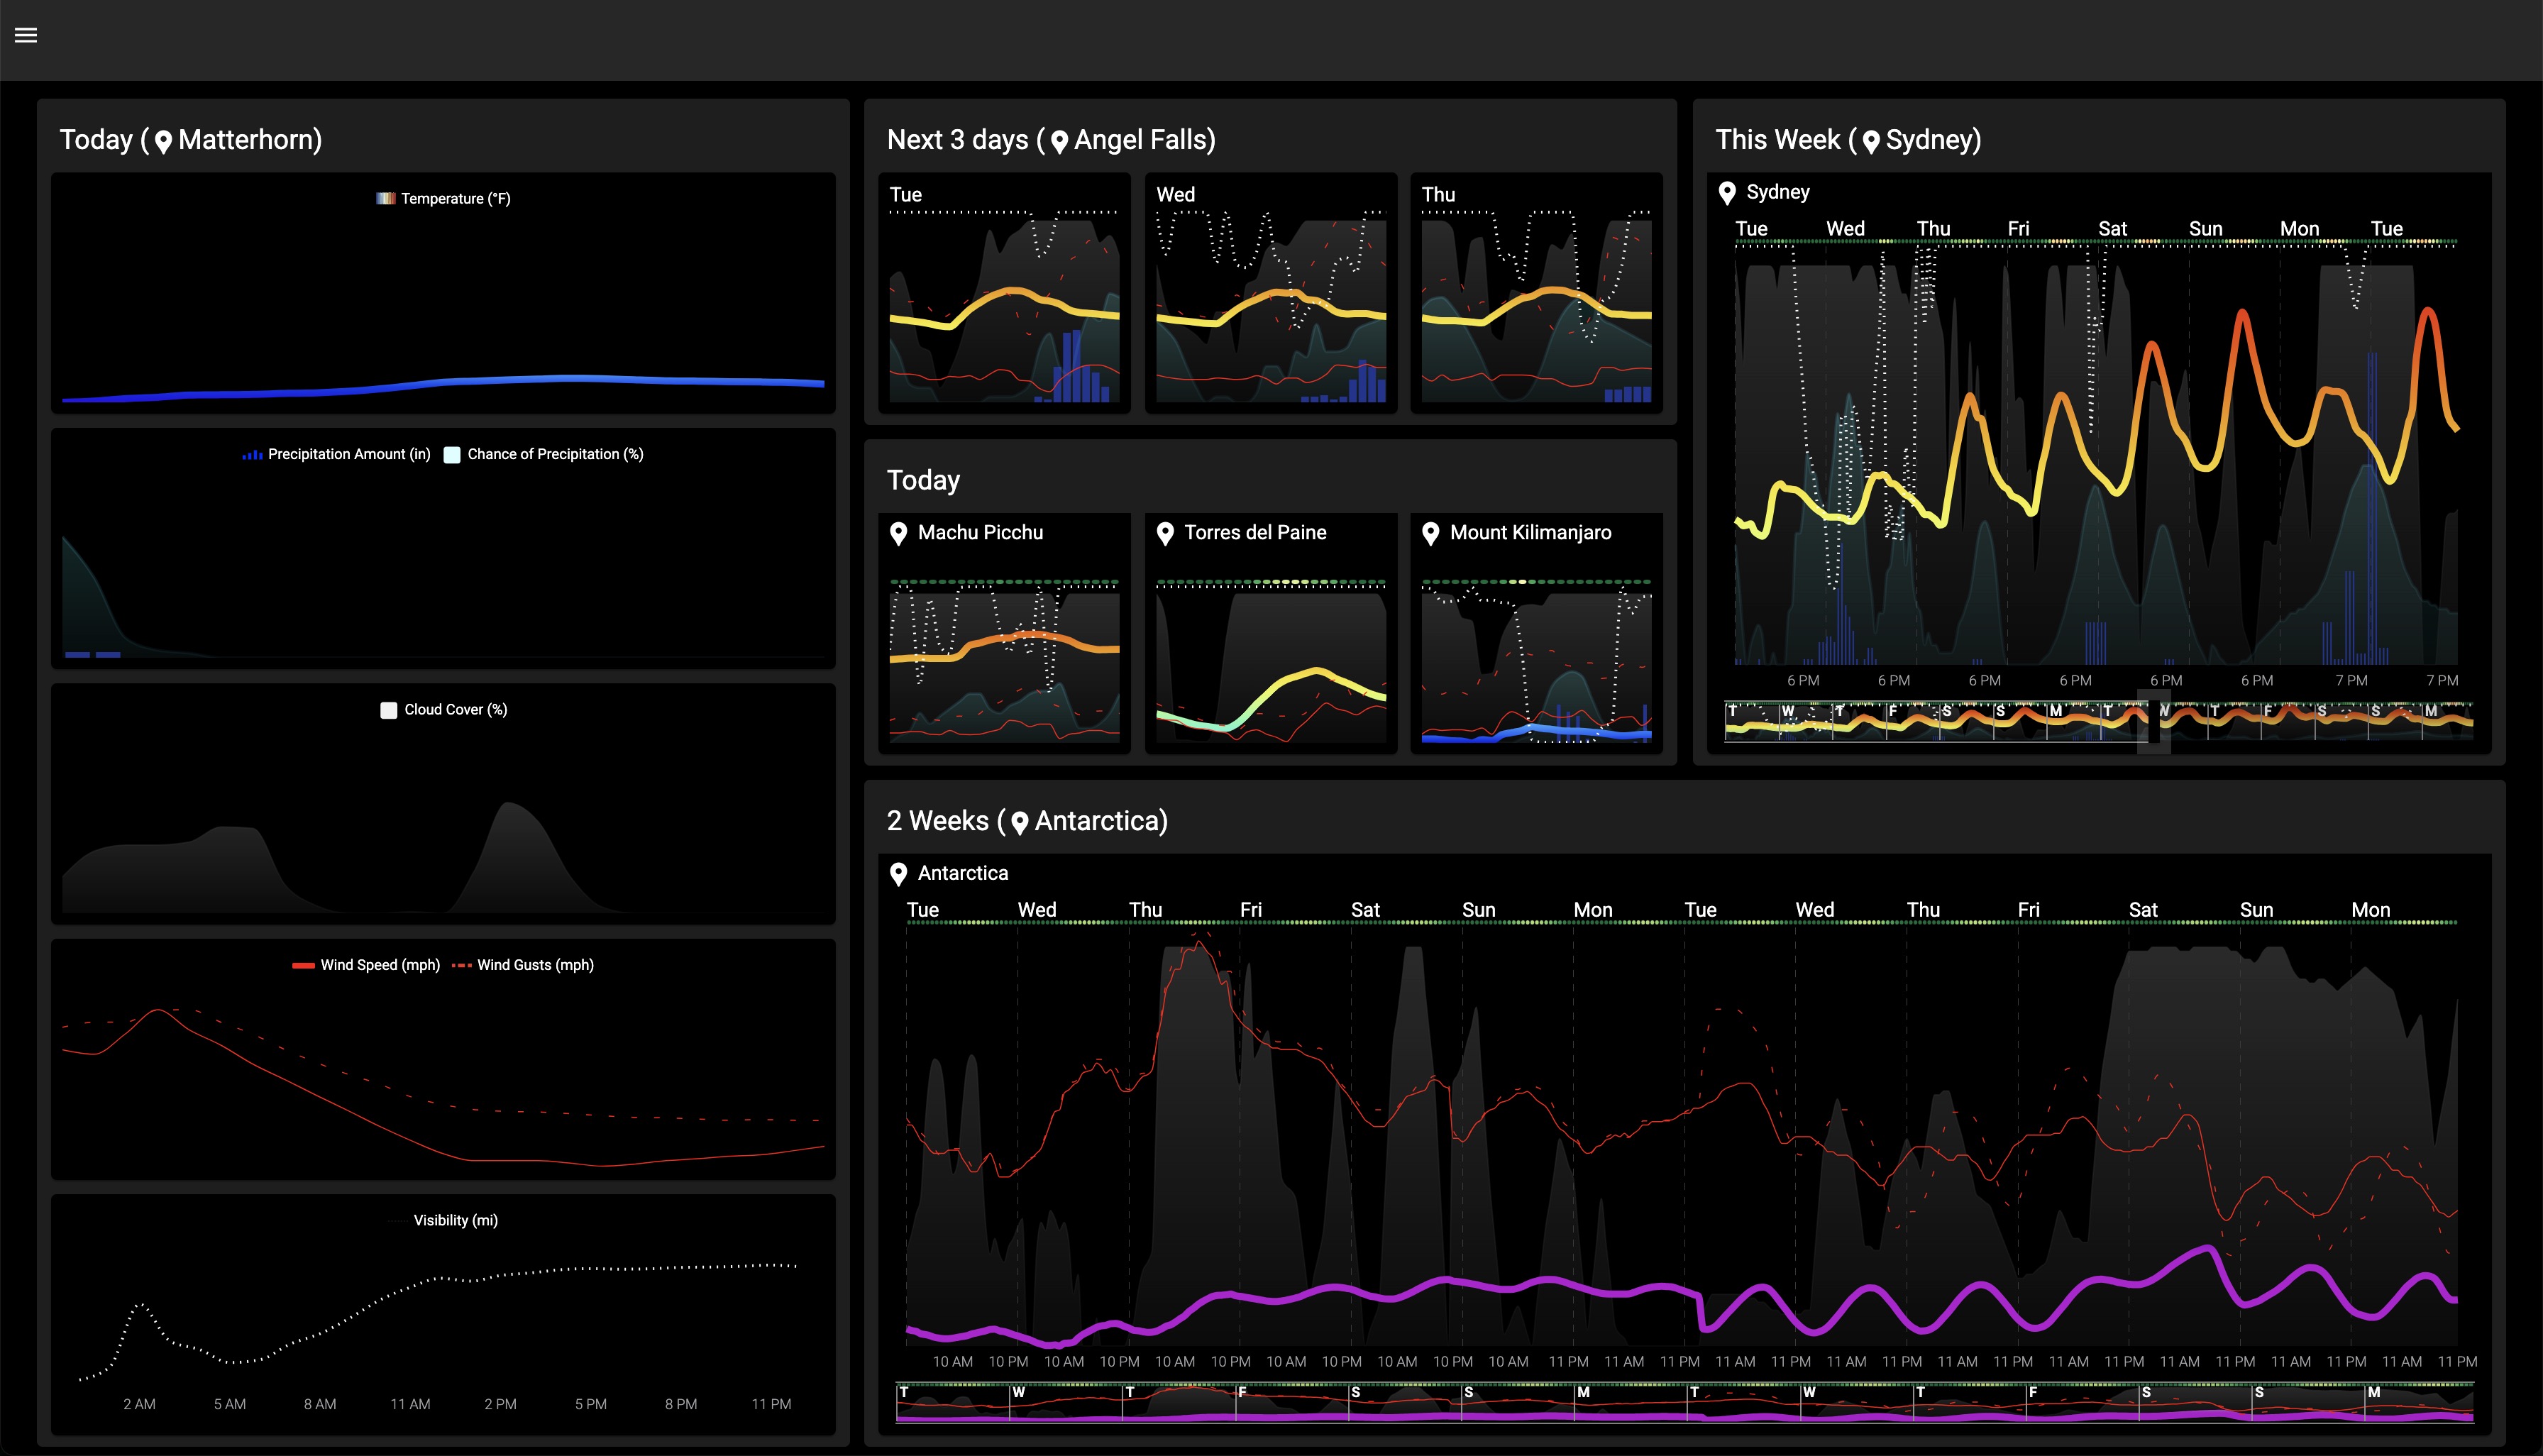 Today ( Matterhorn)
Temperature (°F)
Precipitation Amount (in) Chance of Precipitation (%)
Cloud Cover (%)
Wind Speed (mph) Wind Gusts (mph)
Visibility (mi)
2 AM 5 AM 8 AM 11 AM 2 PM 5 PM 8 PM 11 PM
Next 3 days ( Angel Falls)
Tue Wed Thu
Today
Machu Picchu Torres del Paine Mount Kilimanjaro
This Week ( Sydney)
Sydney
Tue Wed Thu Fri Sat Sun Mon Tue
6 PM 6 PM 6 PM 6 PM 6 PM 6 PM 7 PM 7 PM
T W T F S S M T W T F S S M
2 Weeks ( Antarctica)
Antarctica
Tue Wed Thu Fri Sat Sun Mon Tue Wed Thu Fri Sat Sun Mon
10 AM 10 PM 10 AM 10 PM 10 AM 10 PM 10 AM 10 PM 10 AM 10 PM 10 AM 11 PM 11 AM 11 PM 11 AM 11 PM 11 AM 11 PM 11 AM 11 PM 11 AM 11 PM 11 AM 11 PM 11 AM 11 PM 11 AM 11 PM
T W T F S S M T W T F S S M